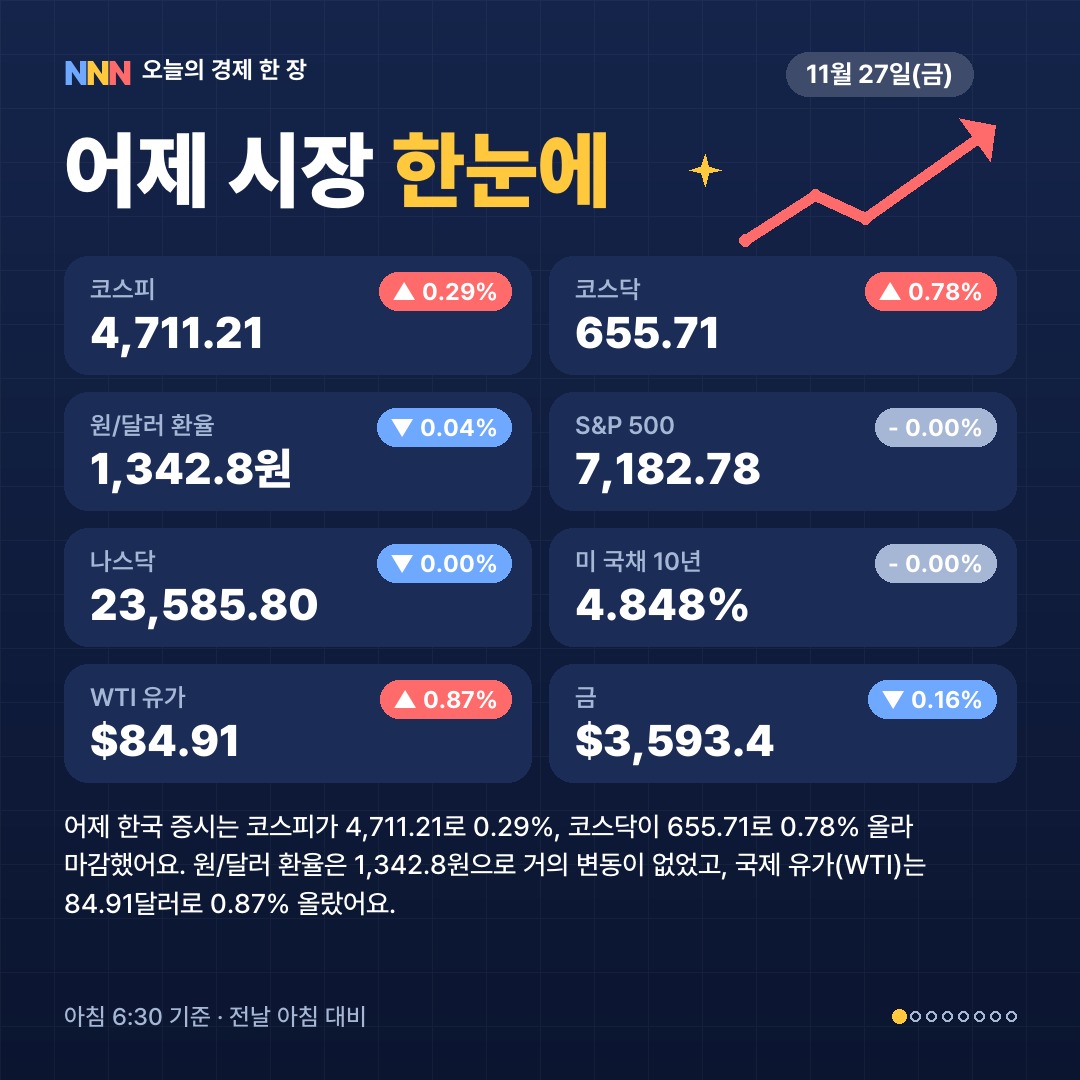 NNN 오늘의 경제 한 장
11월 27일(금)
어제 시장 한눈에
코스피
▲ 0.29%
4,711.21
코스닥
▲ 0.78%
655.71
원/달러 환율
▼ 0.04%
1,342.8원
S&P 500
- 0.00%
7,182.78
나스닥
▼ 0.00%
23,585.80
미 국채 10년
- 0.00%
4.848%
WTI 유가
▲ 0.87%
$84.91
금
▼ 0.16%
$3,593.4
어제 한국 증시는 코스피가 4,711.21로 0.29%, 코스닥이 655.71로 0.78% 올라
마감했어요. 원/달러 환율은 1,342.8원으로 거의 변동이 없었고, 국제 유가(WTI)는
84.91달러로 0.87% 올랐어요.
아침 6:30 기준 · 전날 아침 대비